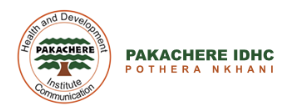 Health and Development
PAKACHERE
Institute
Communication
PAKACHERE IDHC
POTHERA NKHANI